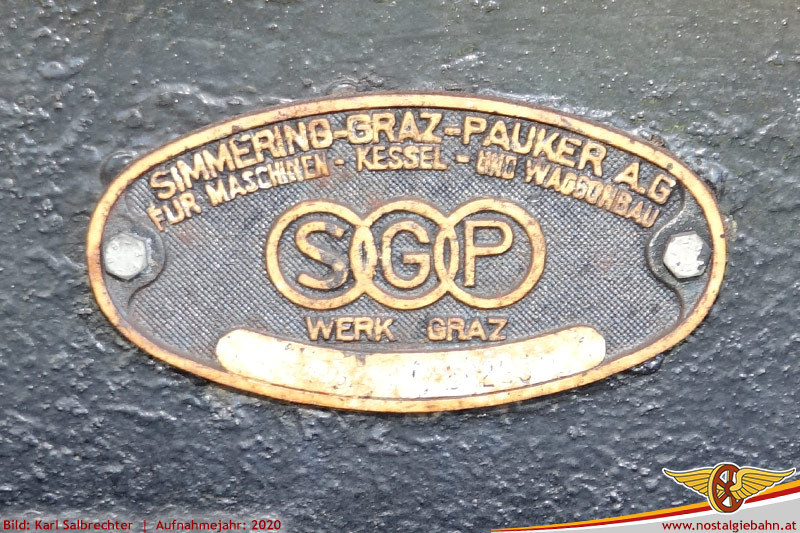 SIMMERING-GRAZ-PAUKER A.G
FÜR MASCHINEN - KESSEL - UND WAGGONBAU
SGP
WERK GRAZ
Bild: Karl Salbrechter | Aufnahmejahr: 2020
www.nostalgiebahn.at